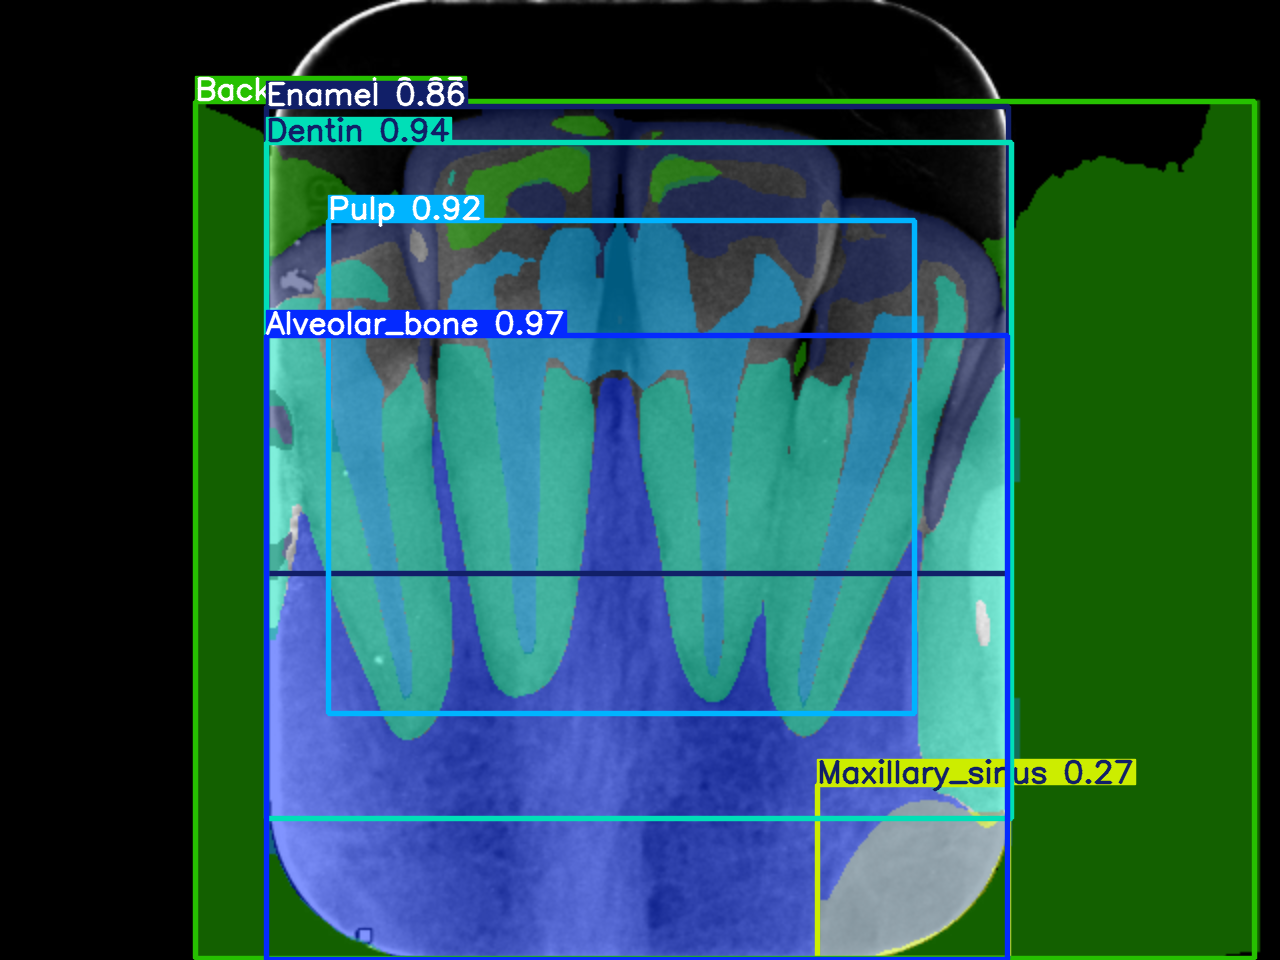 Back
Enamel 0.86
Dentin 0.94
Pulp 0.92
Alveolar_bone 0.97
Maxillary_sinus 0.27